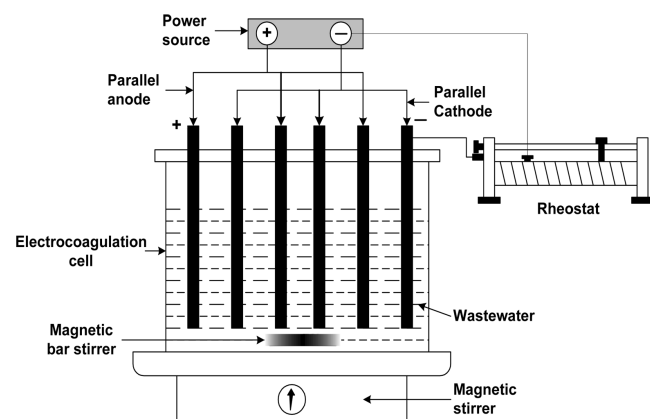 Power
source
+
−
Parallel
anode
Parallel
Cathode
+
−
Rheostat
Electrocoagulation
cell
Wastewater
Magnetic
bar stirrer
Magnetic
stirrer